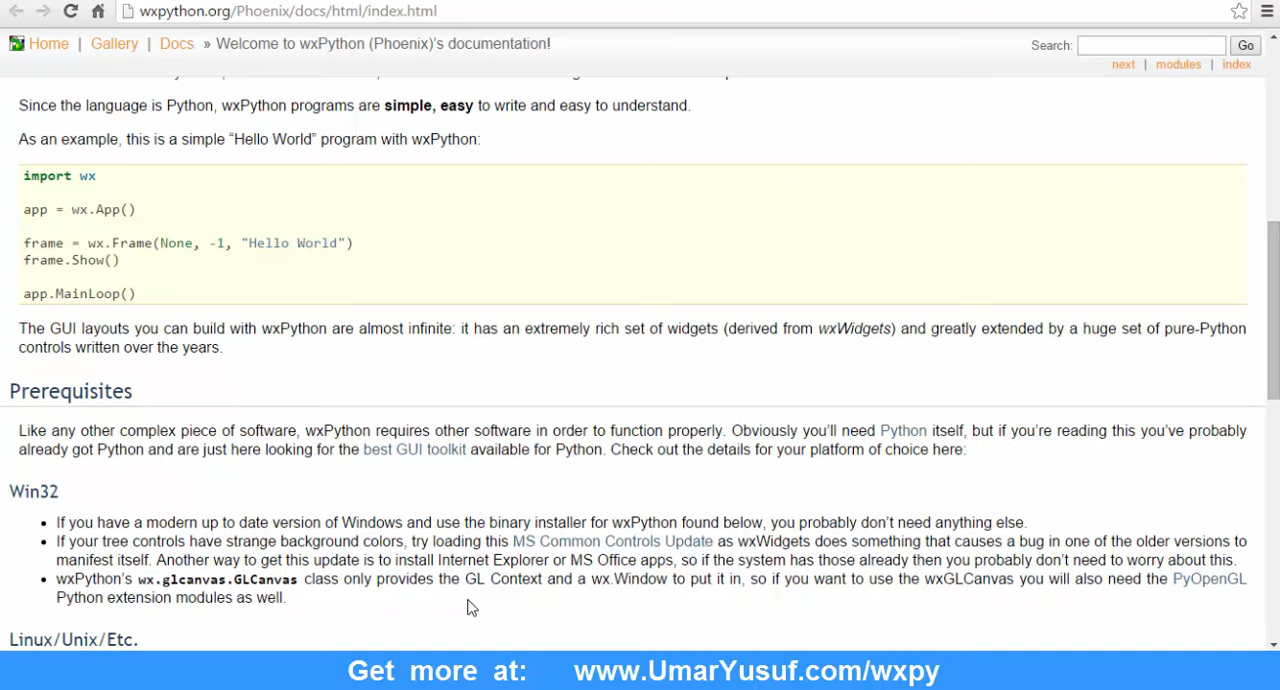 wxpython.org/Phoenix/docs/html/index.html
Home | Gallery | Docs » Welcome to wxPython (Phoenix)'s documentation!
Search: Go
next | modules | index
Since the language is Python, wxPython programs are simple, easy to write and easy to understand.
As an example, this is a simple “Hello World” program with wxPython:
import wx
app = wx.App()
frame = wx.Frame(None, -1, "Hello World")
frame.Show()
app.MainLoop()
The GUI layouts you can build with wxPython are almost infinite: it has an extremely rich set of widgets (derived from wxWidgets) and greatly extended by a huge set of pure-Python
controls written over the years.
Prerequisites
Like any other complex piece of software, wxPython requires other software in order to function properly. Obviously you’ll need Python itself, but if you’re reading this you’ve probably
already got Python and are just here looking for the best GUI toolkit available for Python. Check out the details for your platform of choice here:
Win32
• If you have a modern up to date version of Windows and use the binary installer for wxPython found below, you probably don’t need anything else.
• If your tree controls have strange background colors, try loading this MS Common Controls Update as wxWidgets does something that causes a bug in one of the older versions to
manifest itself. Another way to get this update is to install Internet Explorer or MS Office apps, so if the system has those already then you probably don’t need to worry about this.
• wxPython’s wx.glcanvas.GLCanvas class only provides the GL Context and a wx.Window to put it in, so if you want to use the wxGLCanvas you will also need the PyOpenGL
Python extension modules as well.
Linux/Unix/Etc.
Get more at: www.UmarYusuf.com/wxpy